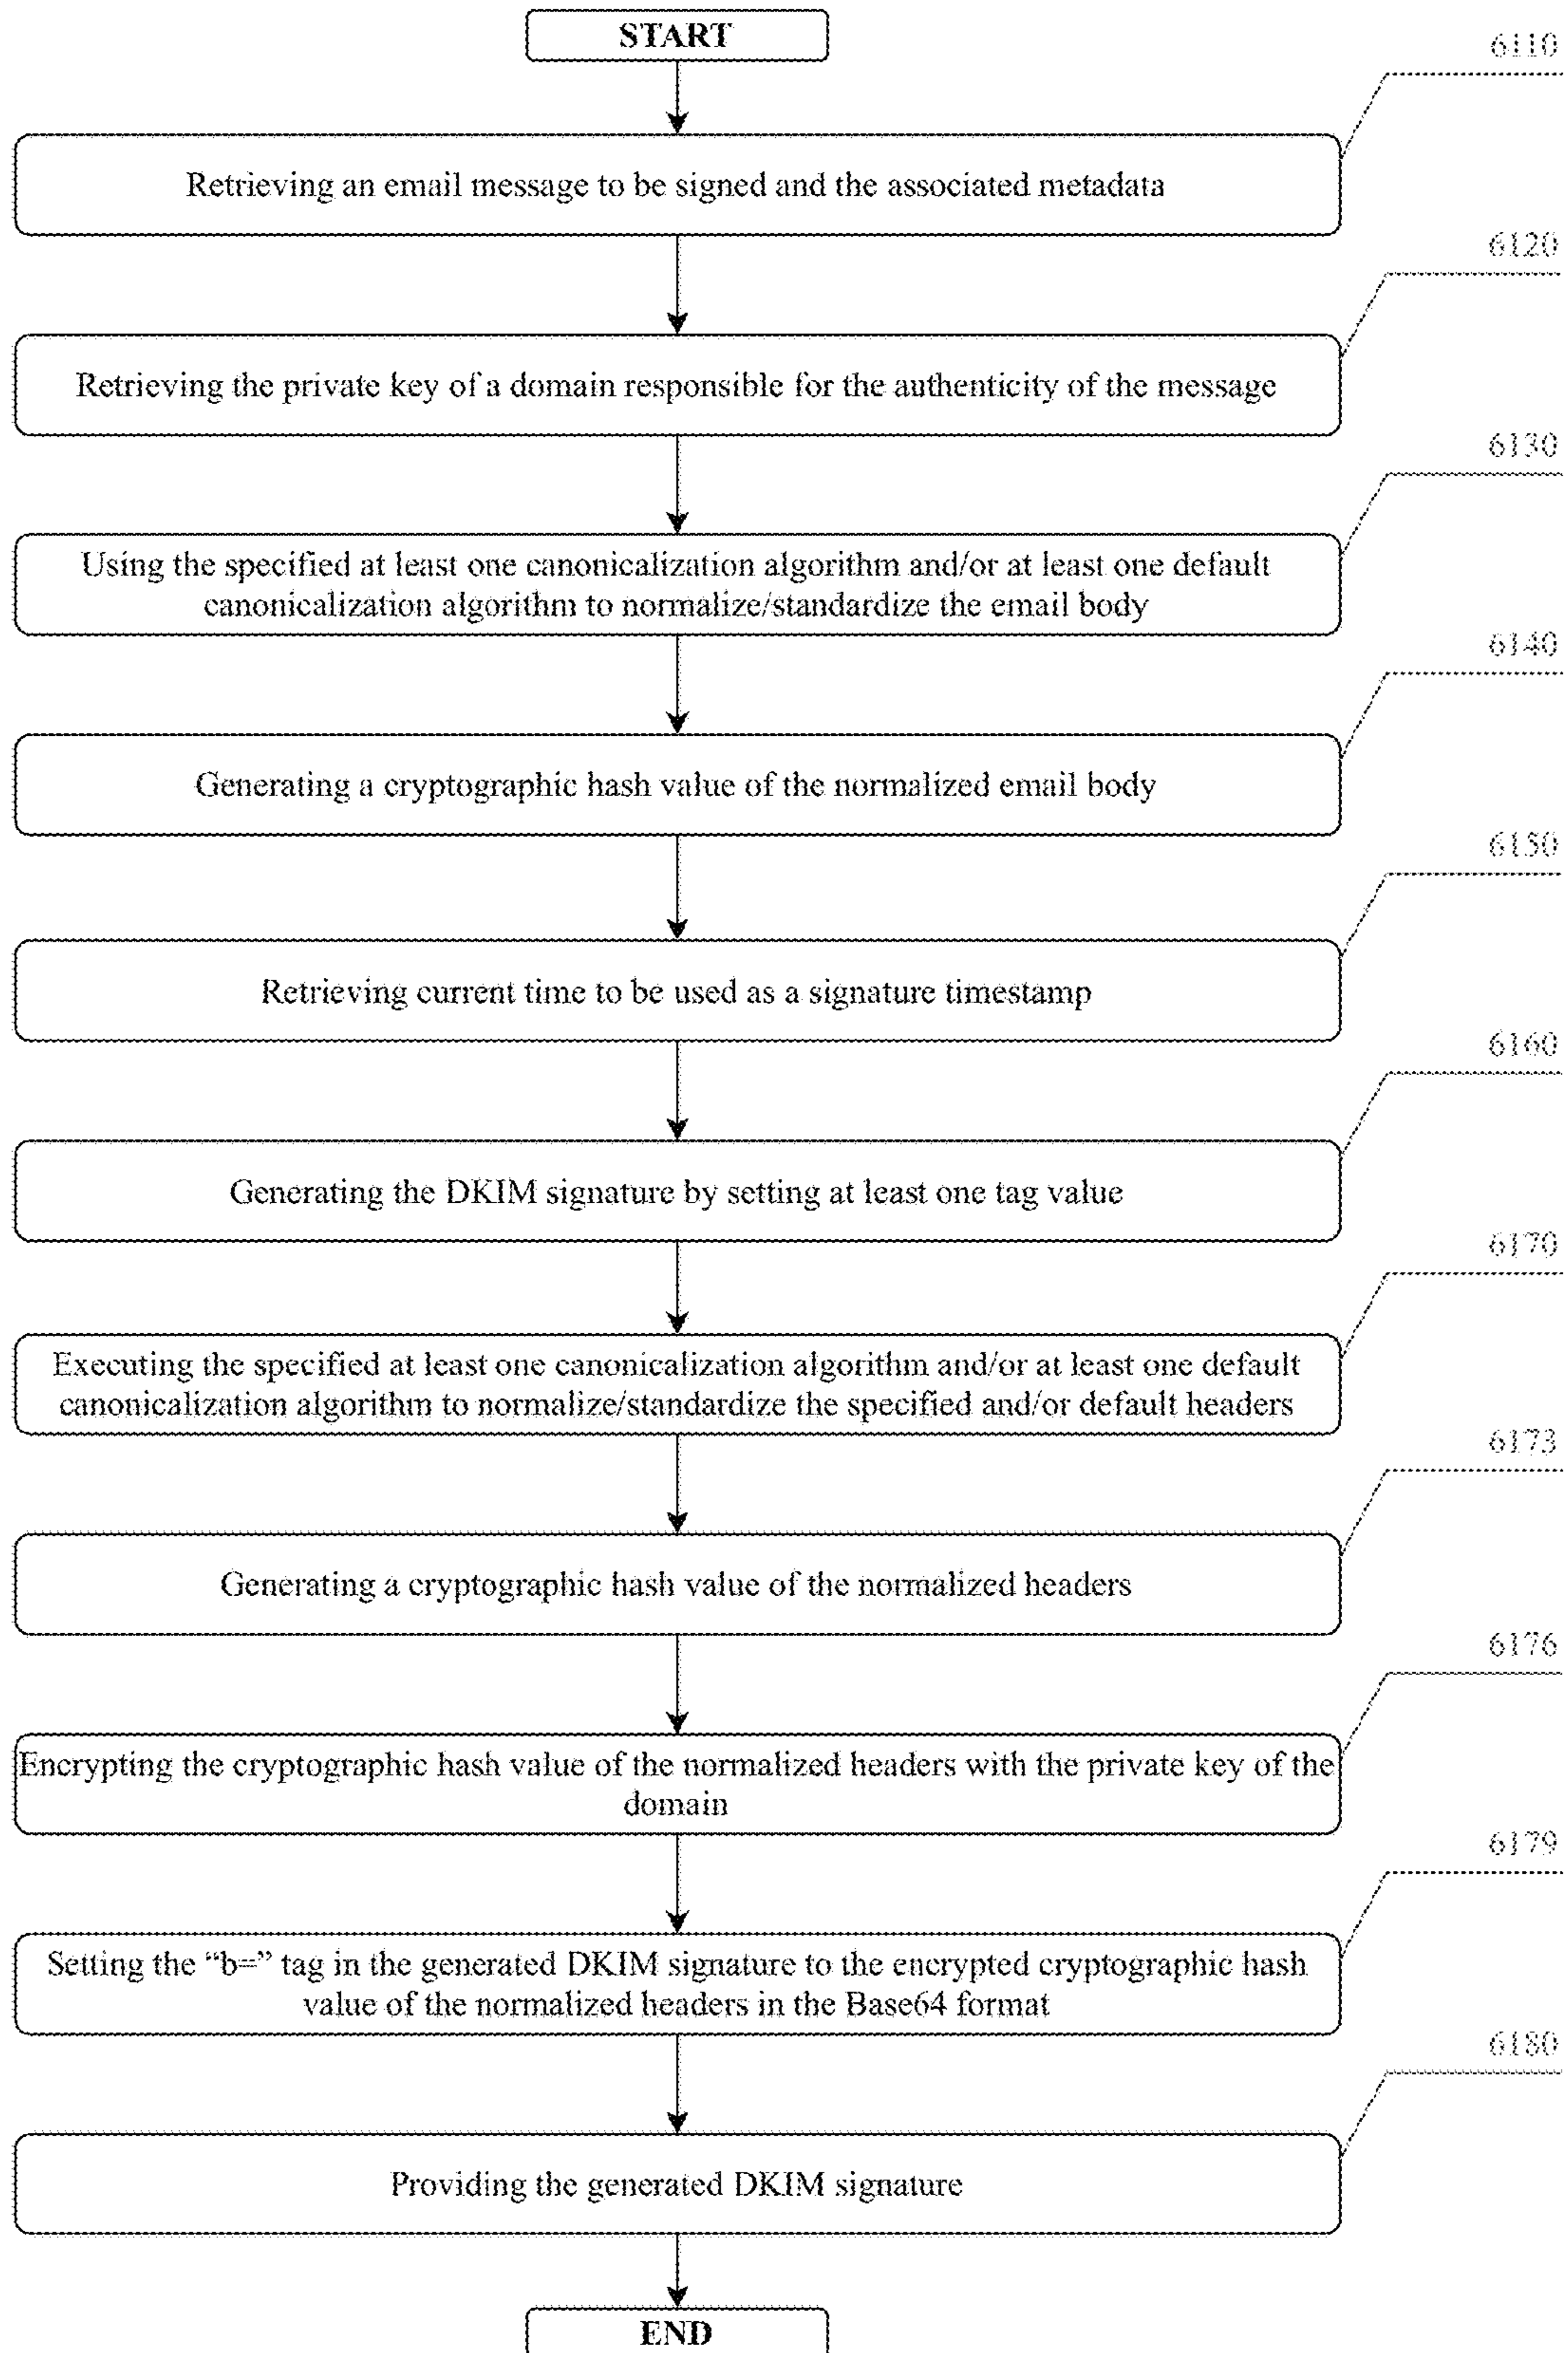 START
6110
Retrieving an email message to be signed and the associated metadata
6120
Retrieving the private key of a domain responsible for the authenticity of the message
6130
Using the specified at least one canonicalization algorithm and/or at least one default
canonicalization algorithm to normalize/standardize the email body
6140
Generating a cryptographic hash value of the normalized email body
6150
Retrieving current time to be used as a signature timestamp
6160
Generating the DKIM signature by setting at least one tag value
6170
Executing the specified at least one canonicalization algorithm and/or at least one default
canonicalization algorithm to normalize/standardize the specified and/or default headers
6173
Generating a cryptographic hash value of the normalized headers
6176
Encrypting the cryptographic hash value of the normalized headers with the private key of the
domain
6179
Setting the “b=” tag in the generated DKIM signature to the encrypted cryptographic hash
value of the normalized headers in the Base64 format
6180
Providing the generated DKIM signature
END